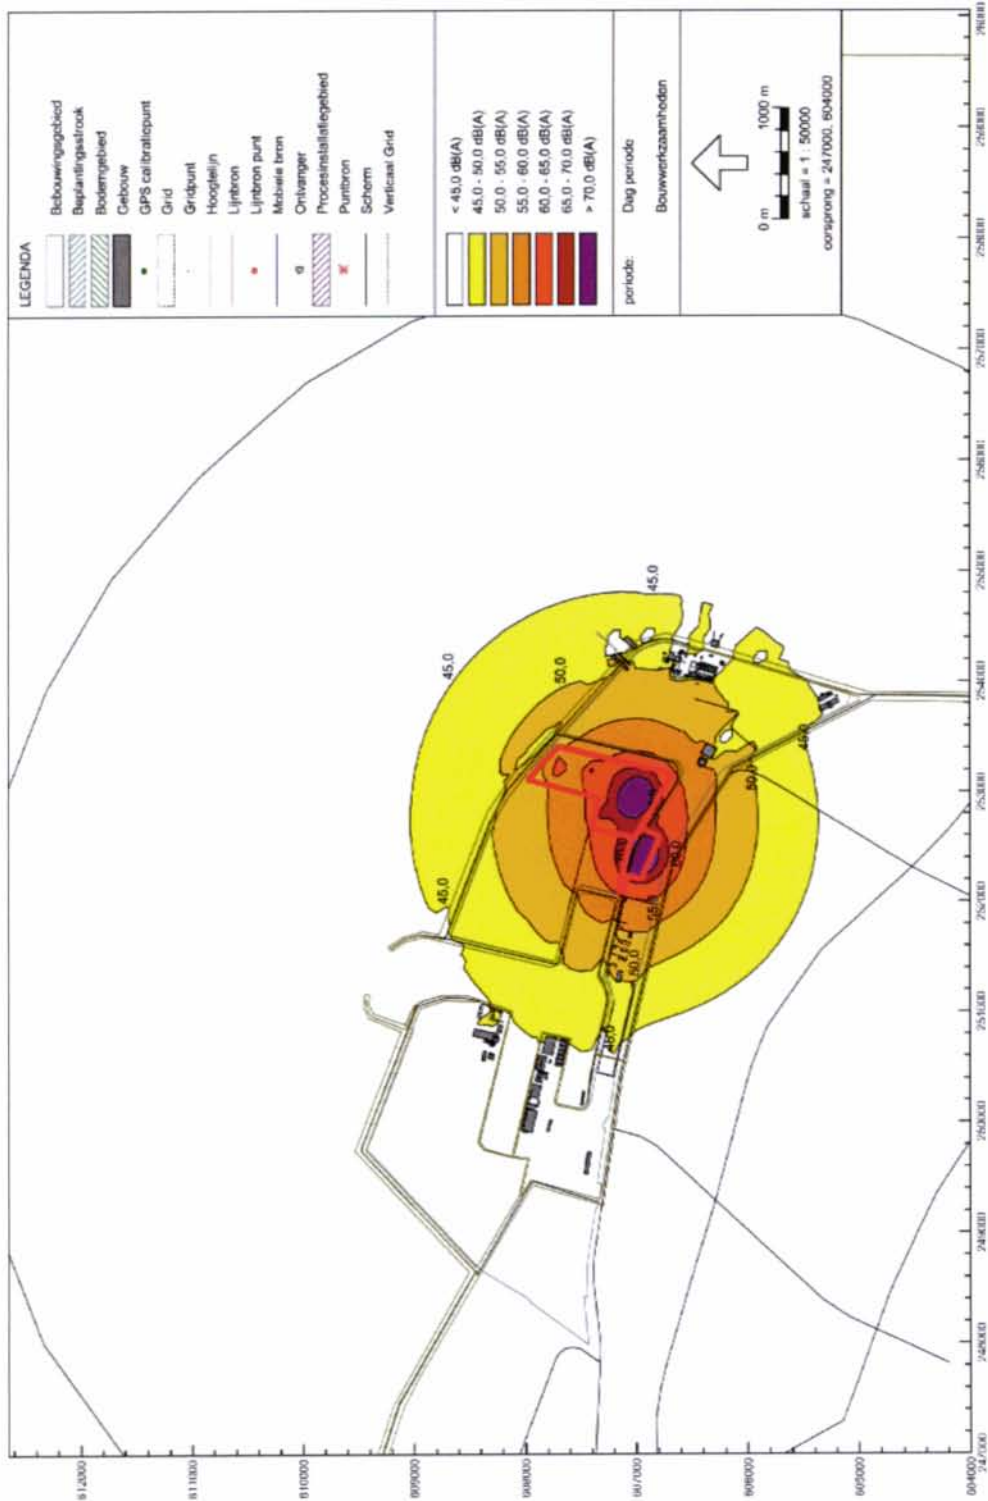 LEGENDA
Bebouwingsgebied
Beplantingsstrook
Bodemgebied
Gebouw
GPS calibratiepunt
Grid
Gridpunt
Hoogtelijn
Lijnbron
Lijnbron punt
Mobiele bron
Ontvanger
Procesinstallatiegebied
Puntbron
Scherm
Verticaal Grid
< 45,0 dB(A)
45,0 - 50,0 dB(A)
50,0 - 55,0 dB(A)
55,0 - 60,0 dB(A)
60,0 - 65,0 dB(A)
65,0 - 70,0 dB(A)
> 70,0 dB(A)
periode: Dag periode
Bouwwerkzaamheden
0 m 1000 m
schaal = 1 : 50000
oorsprong = 247000, 604000
45,0
45,0
50,0
45,0
45,0
50,0
60,0
55,0
50,0
45,0
612000
611000
610000
609000
608000
607000
606000
605000
604000
247000
248000
249000
250000
251000
252000
253000
254000
255000
256000
257000
258000
259000
260000